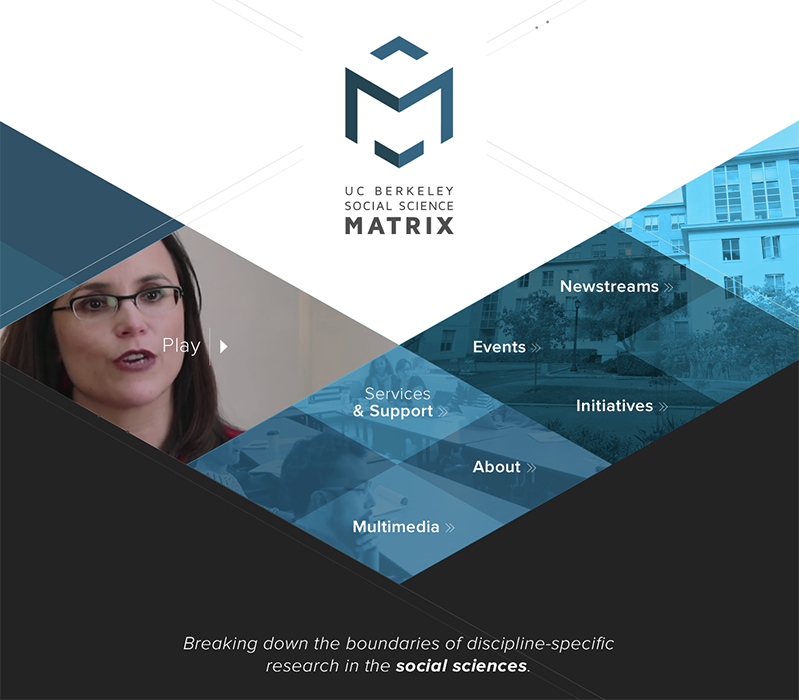 UC BERKELEY
SOCIAL SCIENCE
MATRIX
Newstreams
Play
Events
Services
& Support
Initiatives
About
Multimedia
Breaking down the boundaries of discipline-specific
research in the social sciences.